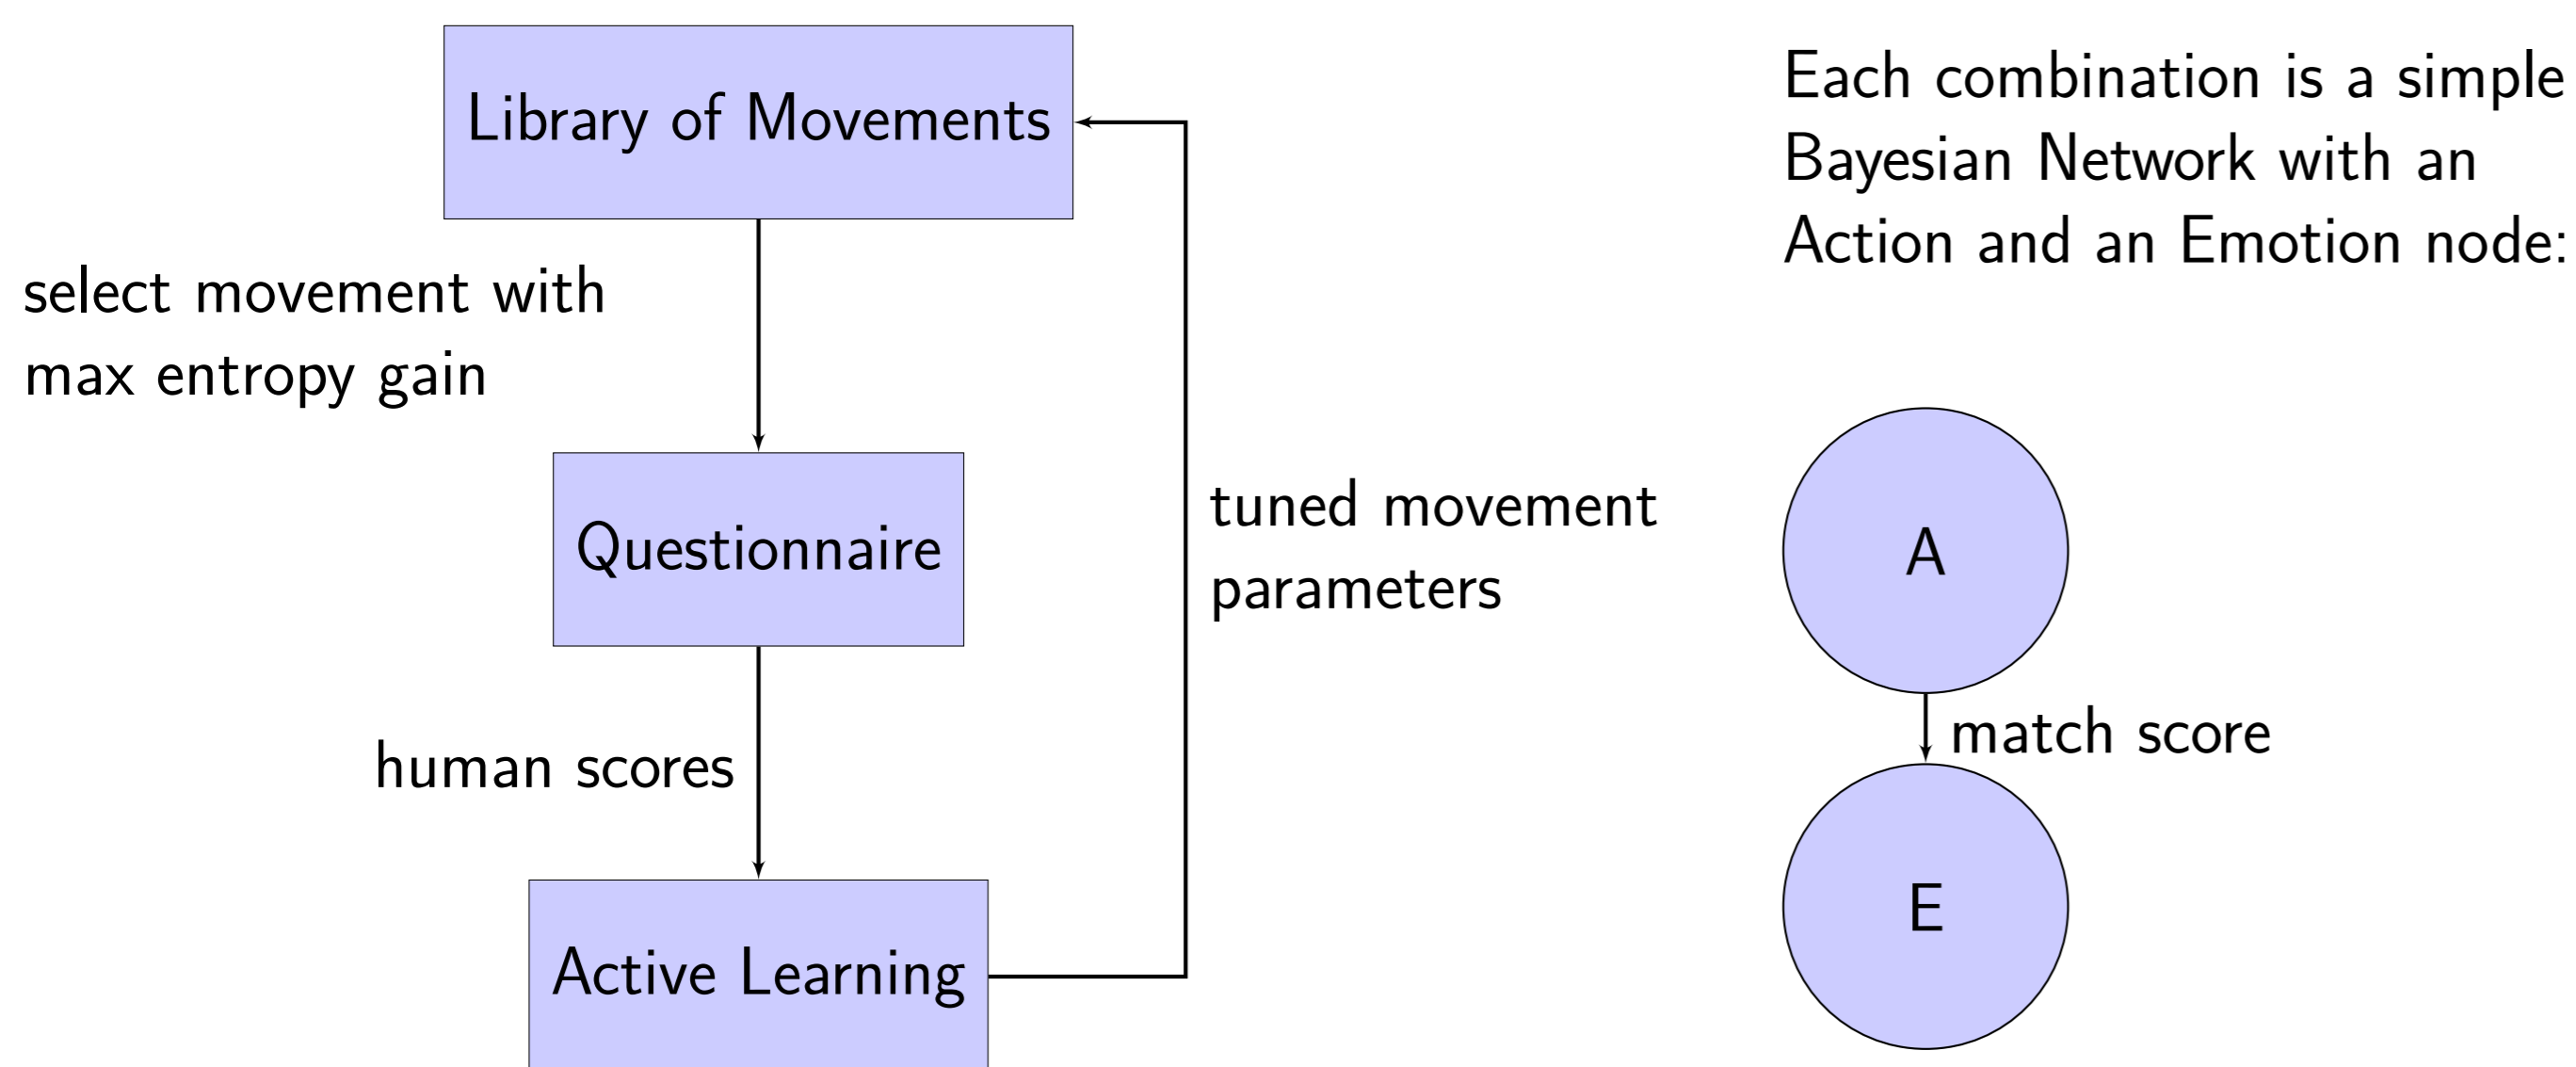 Library of Movements
select movement with
max entropy gain
Questionnaire
human scores
Active Learning
tuned movement
parameters
Each combination is a simple
Bayesian Network with an
Action and an Emotion node:
A
match score
E